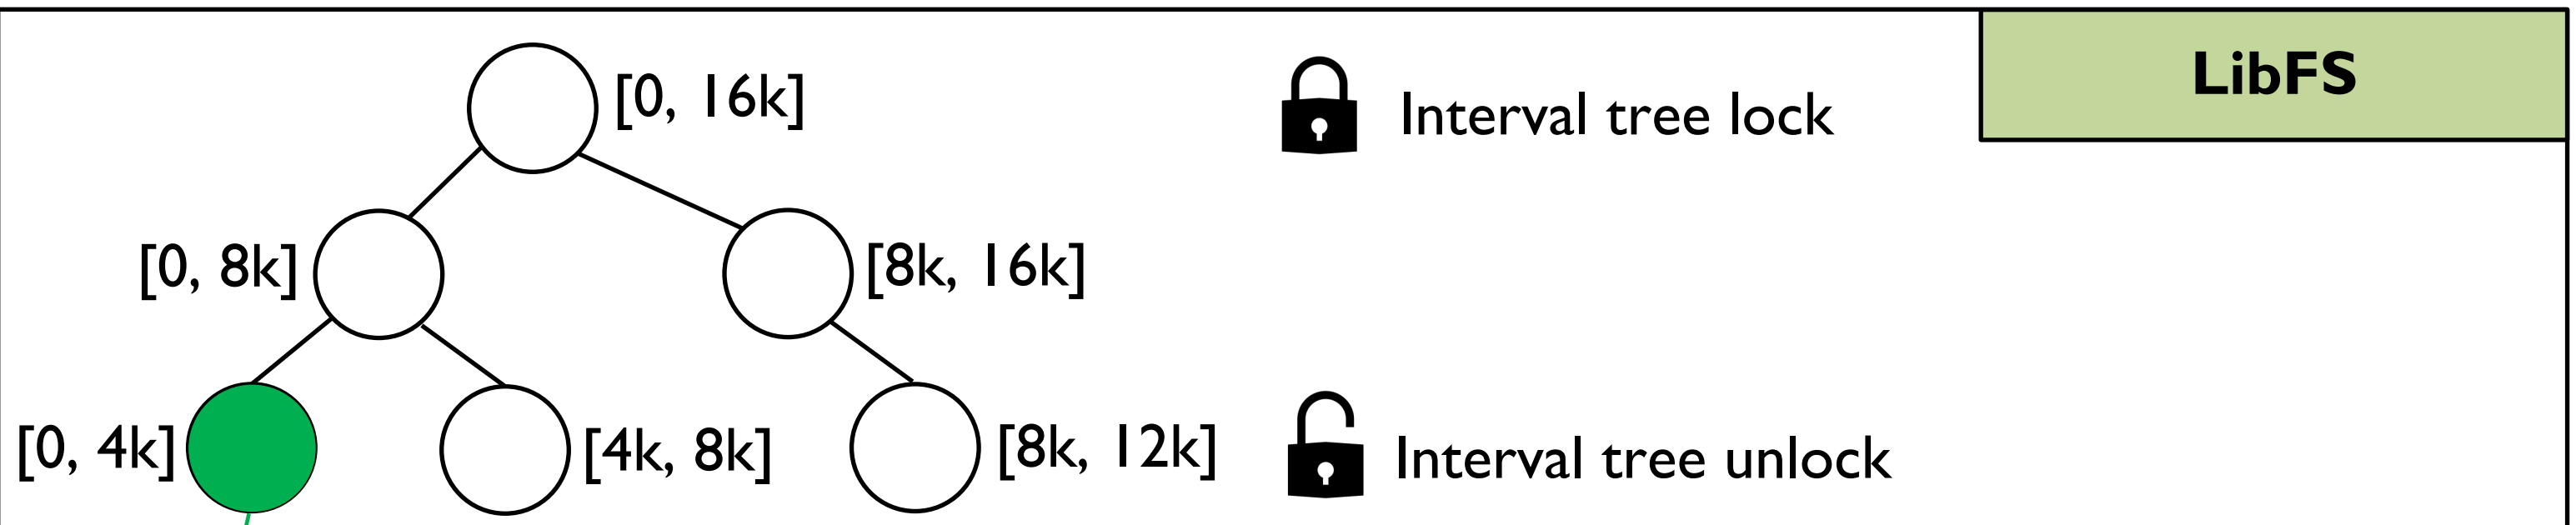 [0, 16k]
Interval tree lock
LibFS
[0, 8k]
[8k, 16k]
[0, 4k]
[4k, 8k]
[8k, 12k]
Interval tree unlock